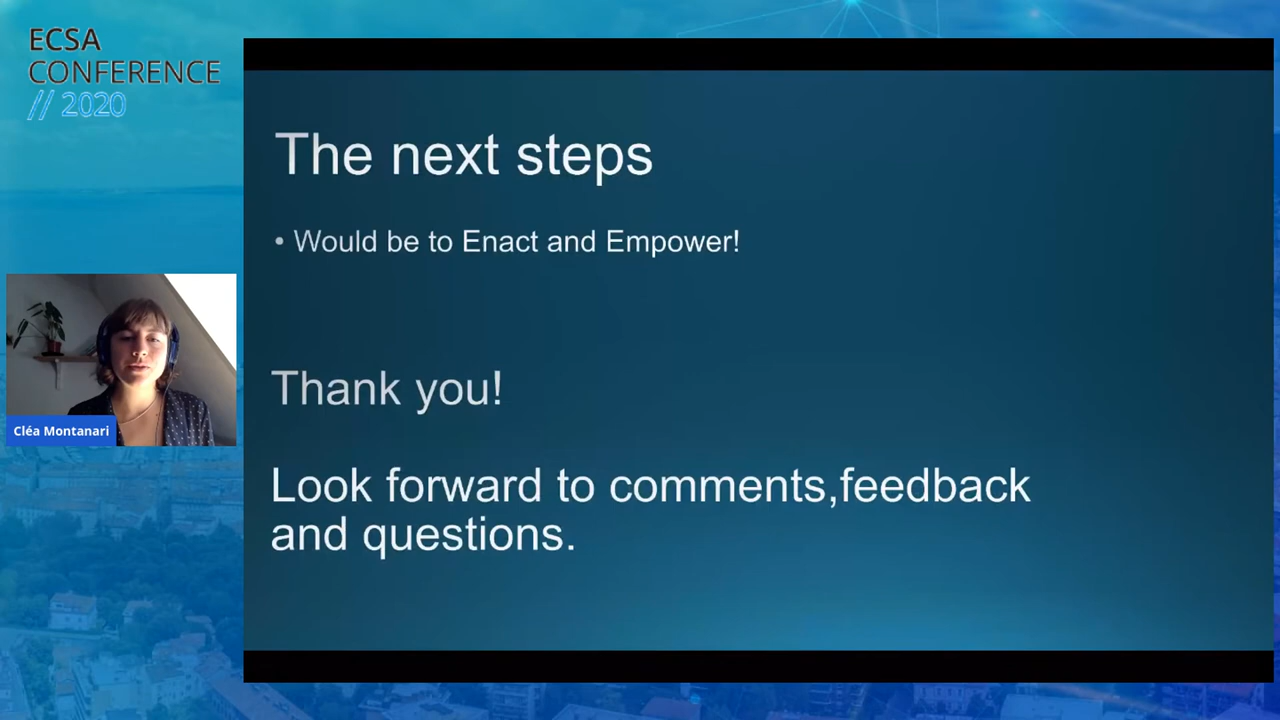 ECSA
CONFERENCE
// 2020
The next steps
• Would be to Enact and Empower!
Thank you!
Look forward to comments,feedback
and questions.
Cléa Montanari